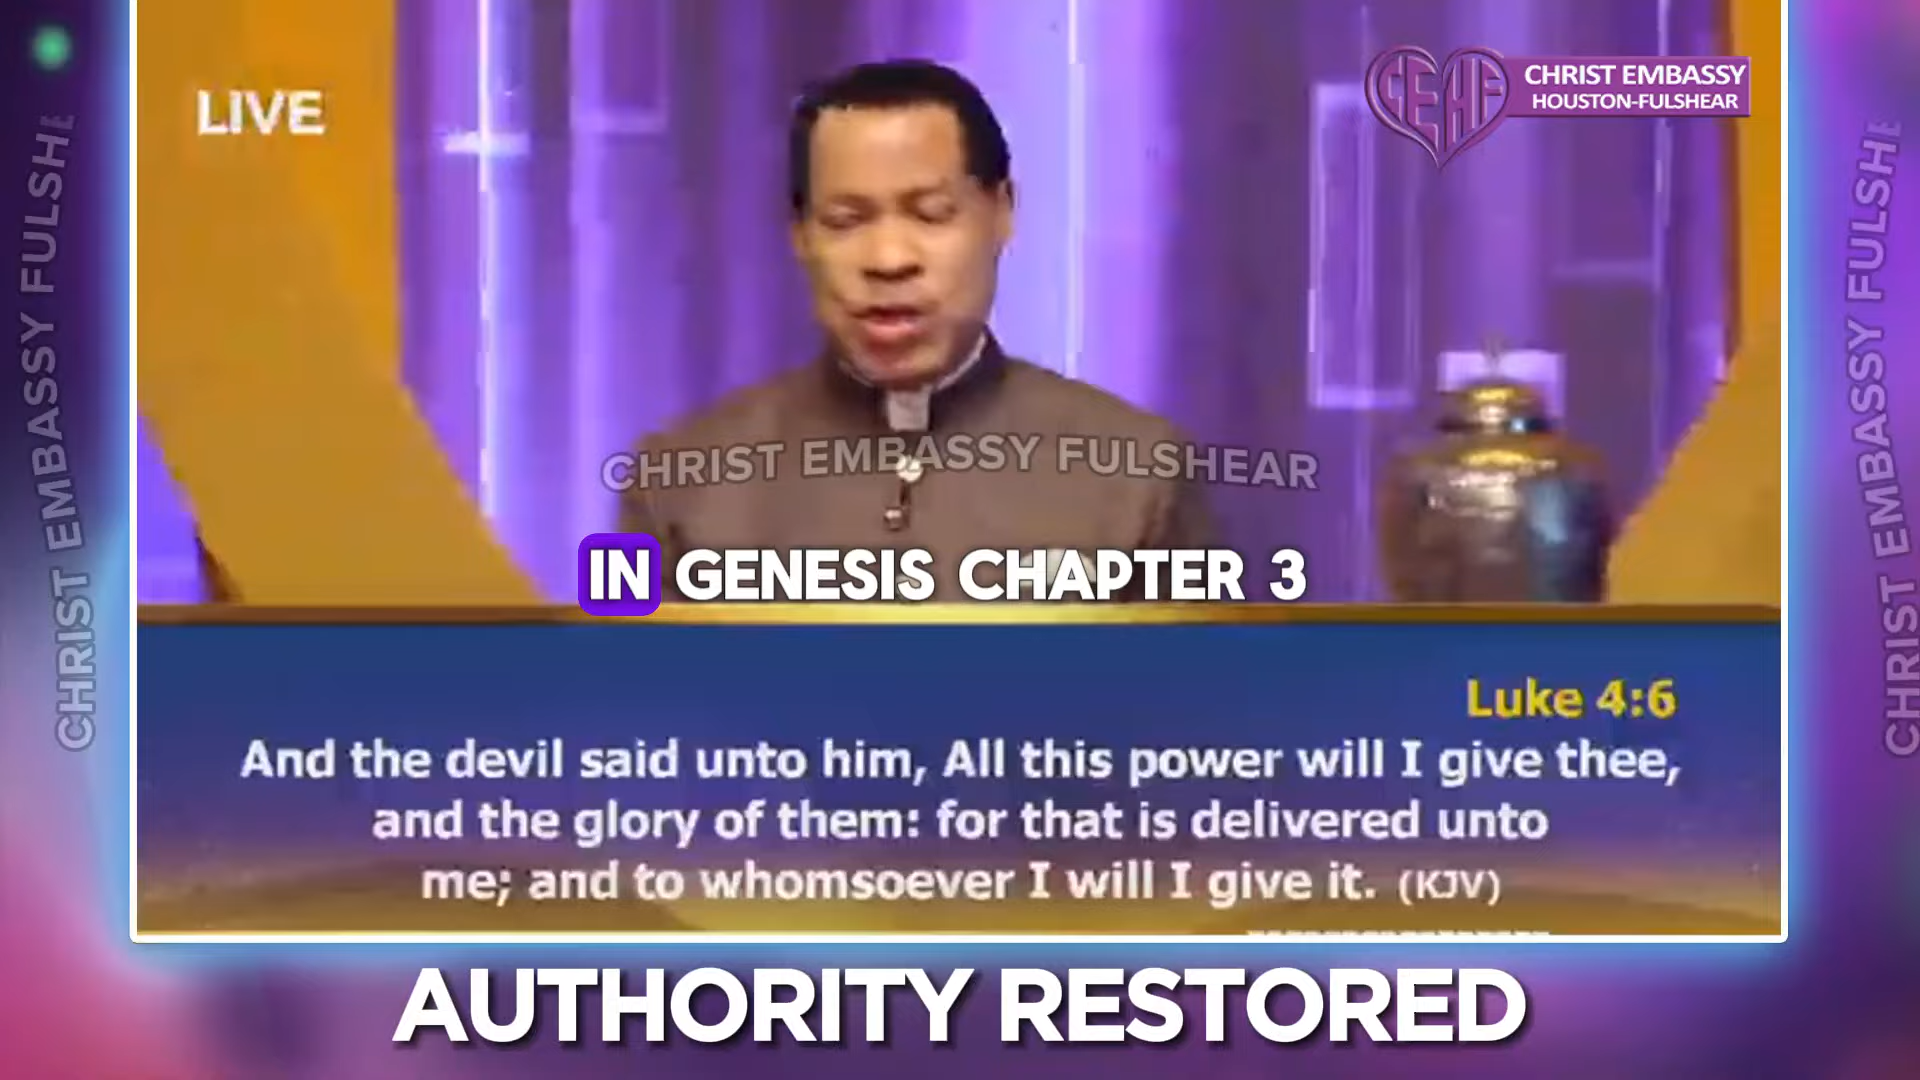 LIVE
CEHF
CHRIST EMBASSY
HOUSTON-FULSHEAR
CHRIST EMBASSY FULSHE
CHRIST EMBASSY FULSHE
CHRIST EMBASSY FULSHEAR
IN GENESIS CHAPTER 3
Luke 4:6
And the devil said unto him, All this power will I give thee,
and the glory of them: for that is delivered unto
me; and to whomsoever I will I give it. (KJV)
AUTHORITY RESTORED